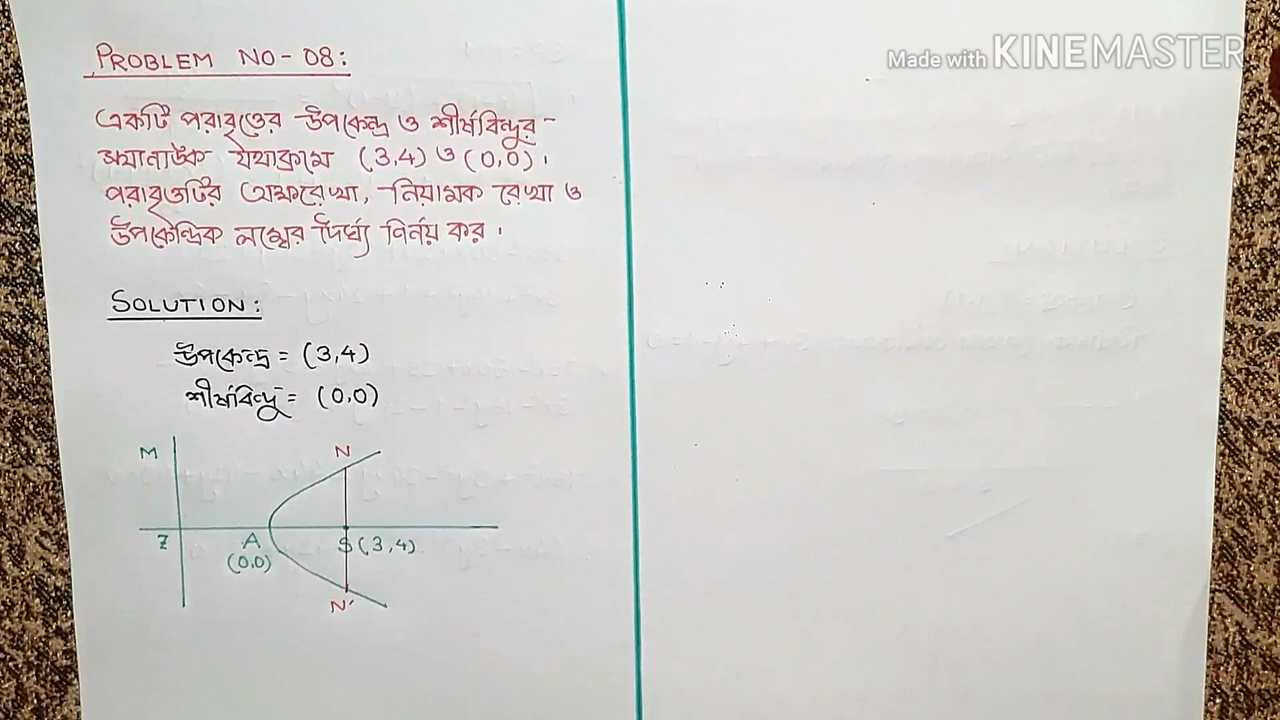 PROBLEM NO-08:
Made with KINEMASTER
একটি পরাবৃত্তের উপকেন্দ্র ও শীর্ষবিন্দুর
স্থানাঙ্ক যথাক্রমে (3,4) ও (0,0)।
পরাবৃত্তটির অক্ষরেখা, নিয়ামক রেখা ও
উপকেন্দ্রিক লম্বের দৈর্ঘ্য নির্ণয় কর।
SOLUTION:
উপকেন্দ্র = (3,4)
শীর্ষবিন্দু = (0,0)
M
N
Z
A
(0,0)
S(3,4)
N'